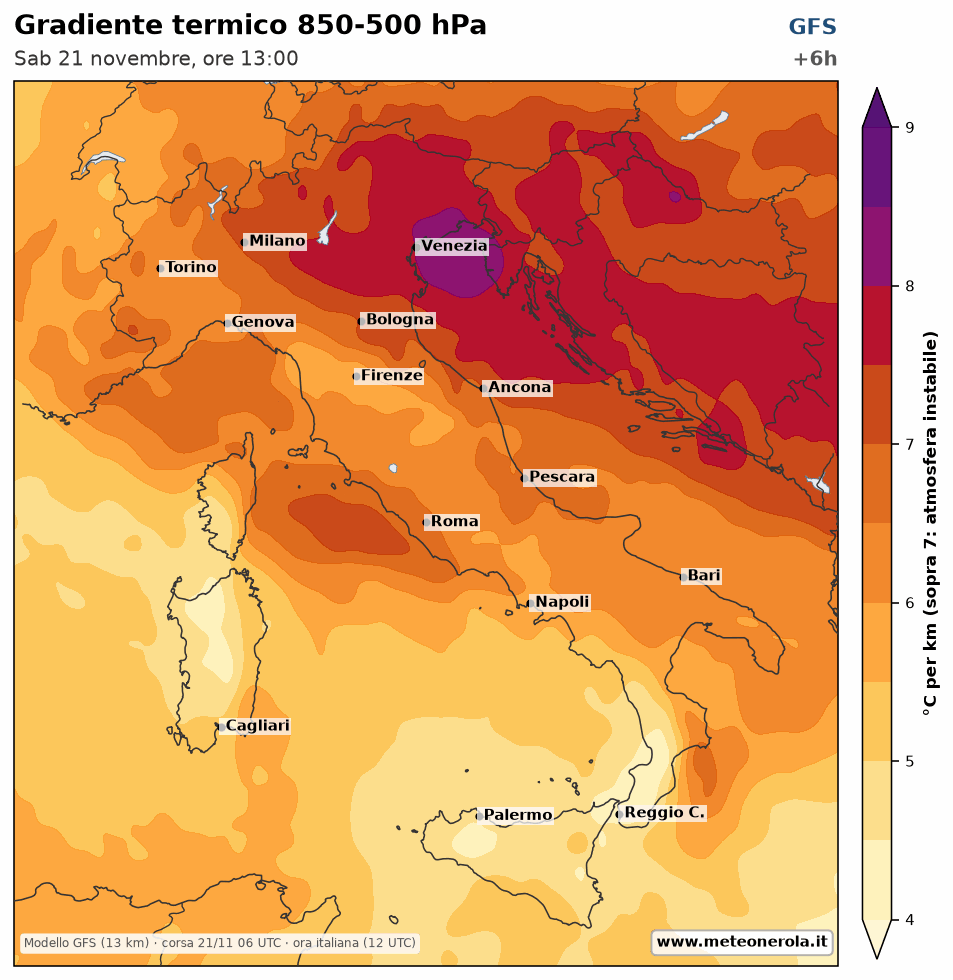 Gradiente termico 850-500 hPa
GFS
Sab 21 novembre, ore 13:00
+6h
Milano
Venezia
Torino
Genova
Bologna
Firenze
Ancona
Pescara
Roma
Bari
Napoli
Cagliari
Palermo
Reggio C.
9
8
7
6
5
4
°C per km (sopra 7: atmosfera instabile)
Modello GFS (13 km) · corsa 21/11 06 UTC · ora italiana (12 UTC)
www.meteonerola.it